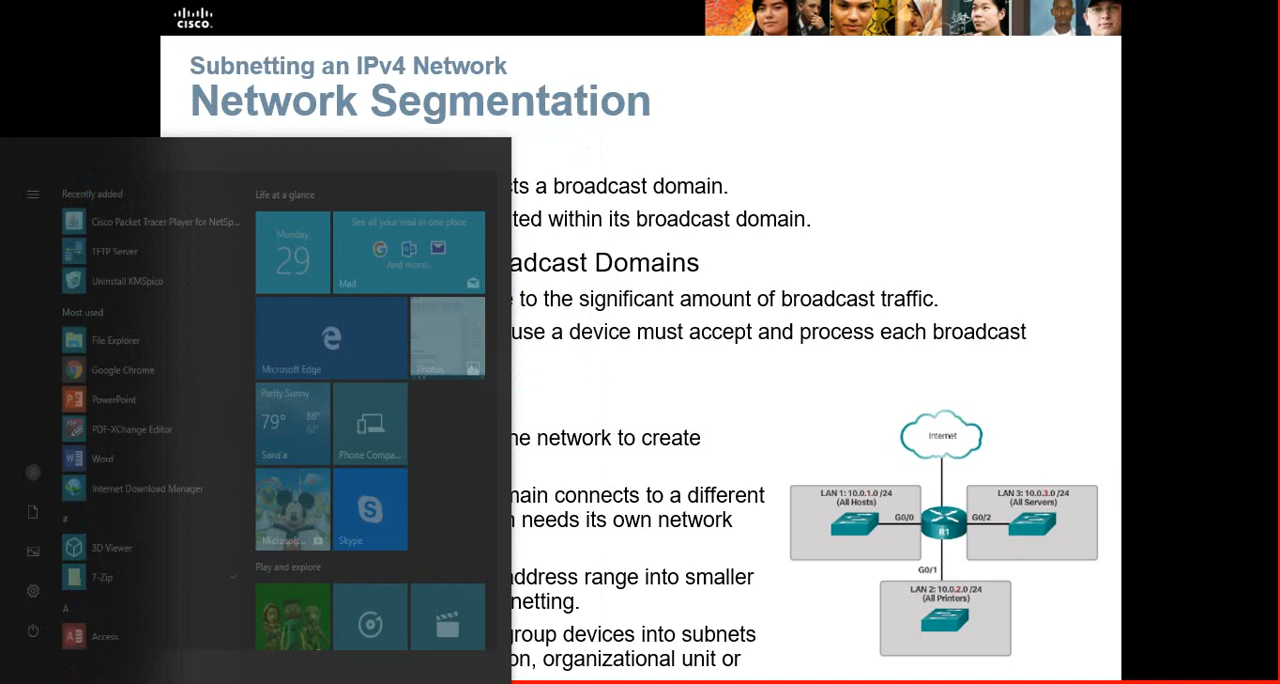 CISCO.
Subnetting an IPv4 Network
Network Segmentation
cts a broadcast domain.
ted within its broadcast domain.
adcast Domains
to the significant amount of broadcast traffic.
use a device must accept and process each broadcast
ne network to create
main connects to a different
needs its own network
address range into smaller
netting.
group devices into subnets
on, organizational unit or
Recently added
Cisco Packet Tracer Player for NetSp...
TFTP Server
Uninstall KMSpico
Most used
File Explorer
Google Chrome
PowerPoint
PDF-XChange Editor
Word
Internet Download Manager
#
3D Viewer
7-Zip
A
Access
Life at a glance
Monday
29
See all your mail in one place
And more...
Mail
Microsoft Edge
Photos
Partly Sunny
79°
86°
62°
Sana'a
Phone Compa...
Microsoft...
Skype
Play and explore
Internet
LAN 1: 10.0.1.0 /24
(All Hosts)
G0/0
R1
G0/2
LAN 3: 10.0.3.0 /24
(All Servers)
G0/1
LAN 2: 10.0.2.0 /24
(All Printers)